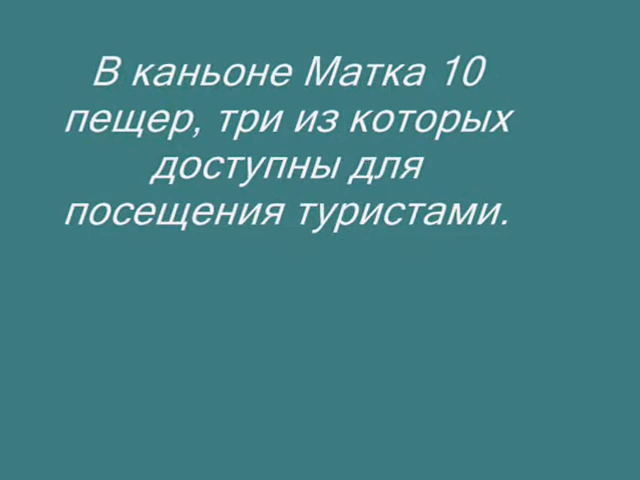 В каньоне Матка 10
пещер, три из которых
доступны для
посещения туристами.